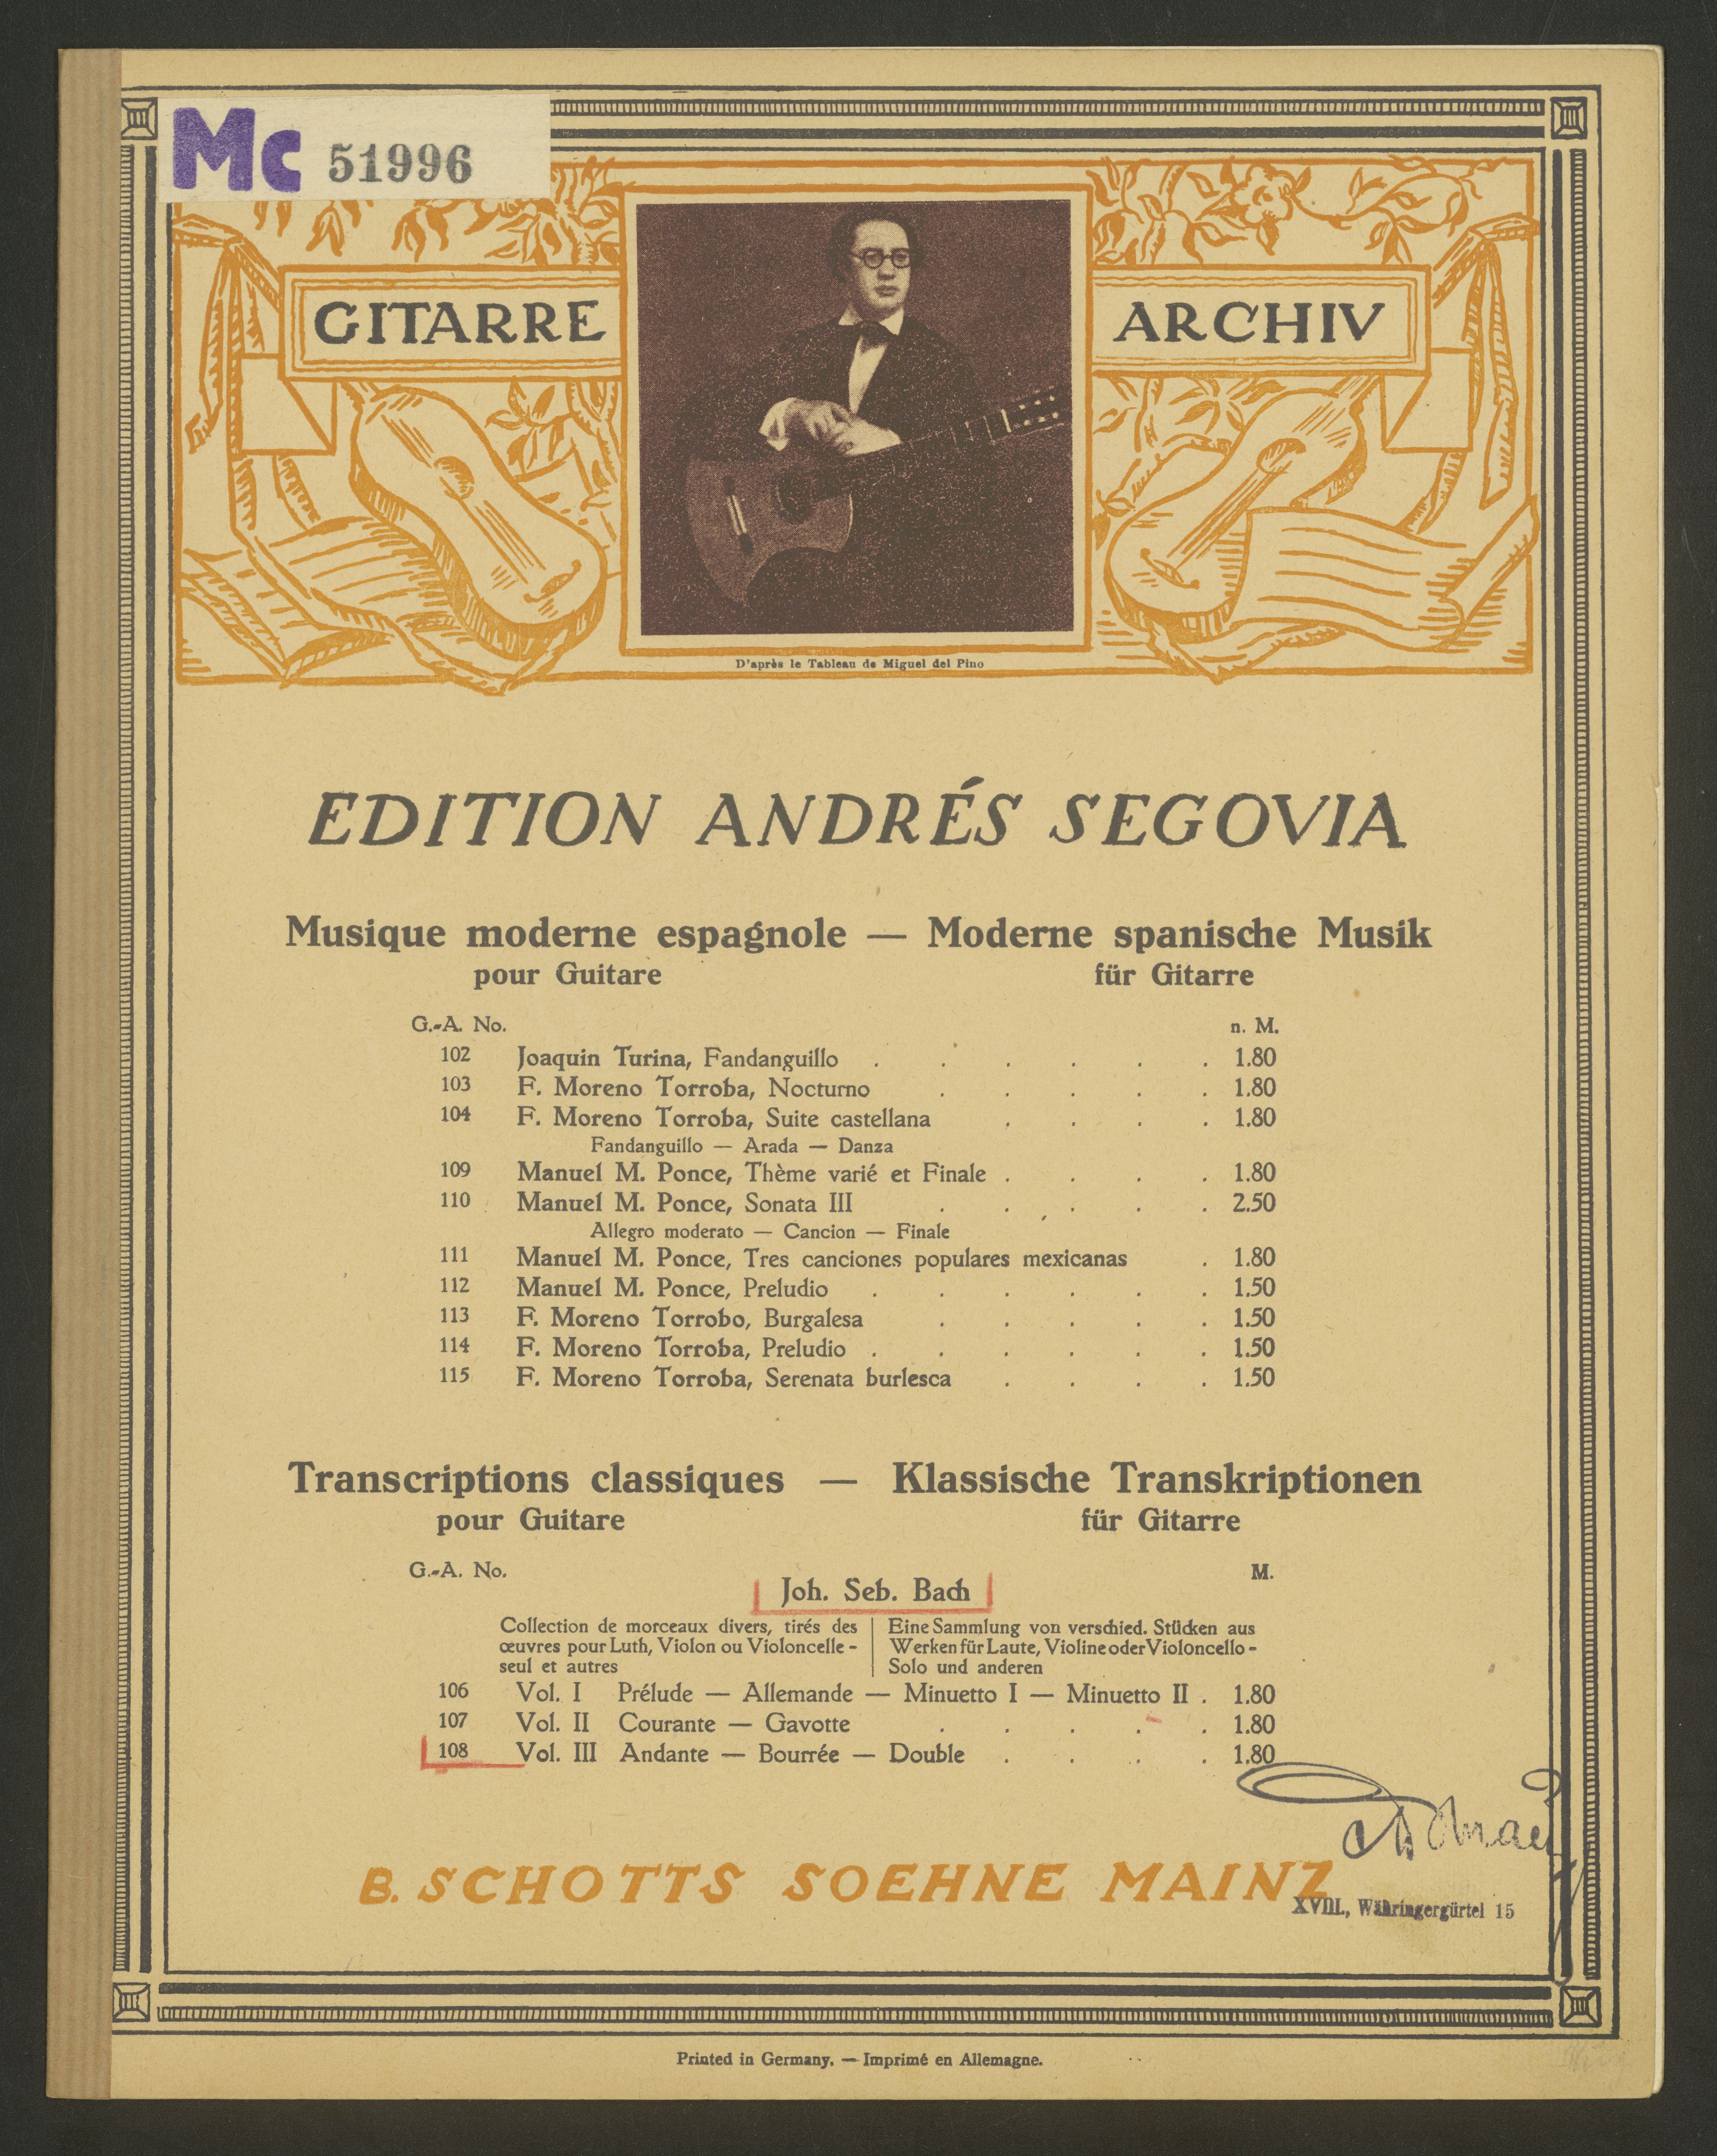 Mc 51996
GITARRE ARCHIV
D'après le Tableau de Miguel del Pino
EDITION ANDRÉS SEGOVIA
Musique moderne espagnole — Moderne spanische Musik
pour Guitare für Gitarre
G.-A. No. n. M.
102 Joaquin Turina, Fandanguillo . . . . . . 1.80
103 F. Moreno Torroba, Nocturno . . . . . 1.80
104 F. Moreno Torroba, Suite castellana . . . . 1.80
Fandanguillo — Arada — Danza
109 Manuel M. Ponce, Thème varié et Finale . . . . 1.80
110 Manuel M. Ponce, Sonata III . . . . . 2.50
Allegro moderato — Cancion — Finale
111 Manuel M. Ponce, Tres canciones populares mexicanas . 1.80
112 Manuel M. Ponce, Preludio . . . . . . 1.50
113 F. Moreno Torrobo, Burgalesa . . . . . 1.50
114 F. Moreno Torroba, Preludio . . . . . . 1.50
115 F. Moreno Torroba, Serenata burlesca . . . . 1.50
Transcriptions classiques — Klassische Transkriptionen
pour Guitare für Gitarre
G.-A. No. M.
Joh. Seb. Bach
Collection de morceaux divers, tirés des
œuvres pour Luth, Violon ou Violoncelle-
seul et autres
Eine Sammlung von verschied. Stücken aus
Werken für Laute, Violine oder Violoncello-
Solo und anderen
106 Vol. I Prélude — Allemande — Minuetto I — Minuetto II . 1.80
107 Vol. II Courante — Gavotte . . . . . 1.80
108 Vol. III Andante — Bourrée — Double . . . . 1.80
B. SCHOTTS SOEHNE MAINZ
XVIII., Währingergürtel 15
Printed in Germany. — Imprimé en Allemagne.